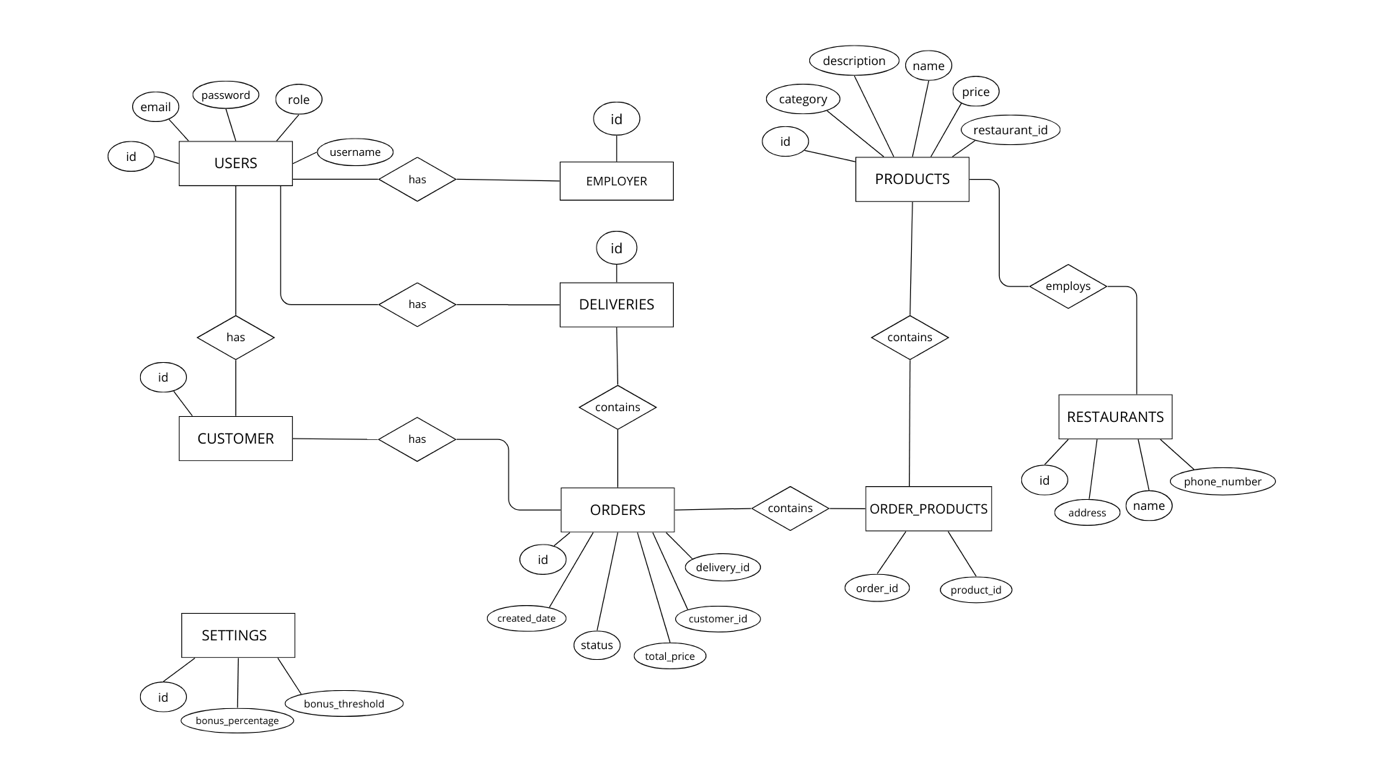 description
name
price
category
restaurant_id
id
PRODUCTS
email
password
role
id
USERS
username
has
id
EMPLOYER
id
DELIVERIES
has
has
employs
contains
contains
id
CUSTOMER
has
RESTAURANTS
id
address
name
phone_number
ORDERS
contains
ORDER_PRODUCTS
id
created_date
status
total_price
customer_id
delivery_id
order_id
product_id
SETTINGS
id
bonus_percentage
bonus_threshold